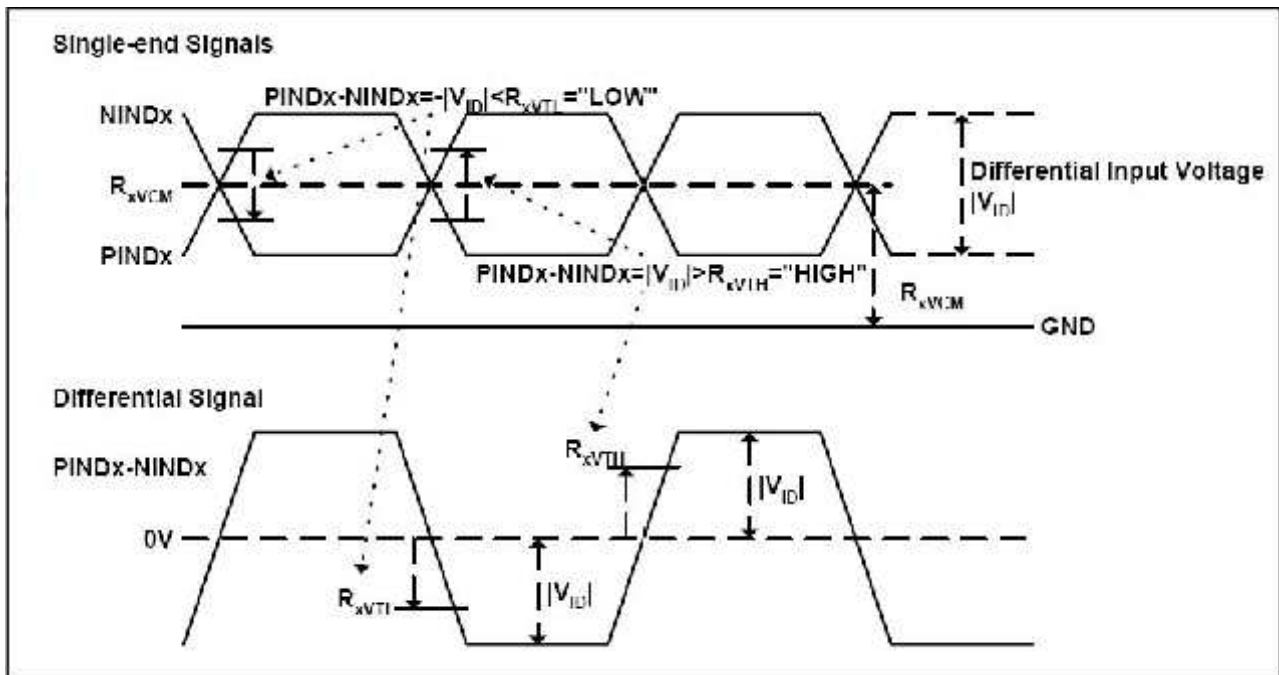 Single-end Signals
PINDx-NINDx=-|VID|<RxVTL="LOW"
NINDx
RxVCM
Differential Input Voltage
|VID|
PINDx
PINDx-NINDx=|VID|>RxVTH="HIGH"
RxVCM
GND
Differential Signal
PINDx-NINDx
RxVTH
|VID|
0V
RxVTL
|VID|